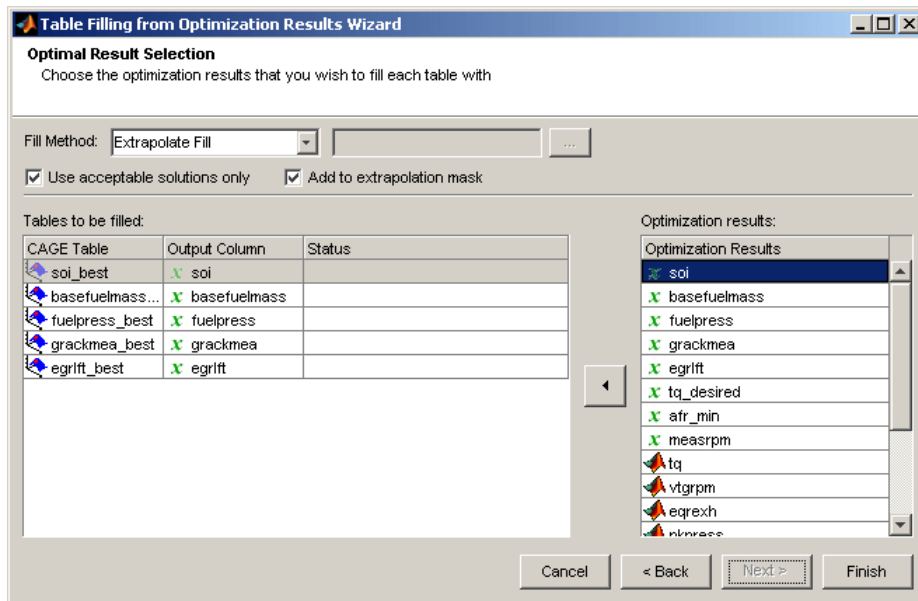 Table Filling from Optimization Results Wizard
Optimal Result Selection
Choose the optimization results that you wish to fill each table with
Fill Method: Extrapolate Fill ...
Use acceptable solutions only Add to extrapolation mask
Tables to be filled:
CAGE Table Output Column Status
soi_best x soi
basefuelmass... x basefuelmass
fuelpress_best x fuelpress
grackmea_best x grackmea
egrlft_best x egrlft
Optimization results:
Optimization Results
x soi
x basefuelmass
x fuelpress
x grackmea
x egrlft
x tq_desired
x afr_min
x measrpm
tq
vtgrpm
eqrexh
pkpress
Cancel < Back Next > Finish